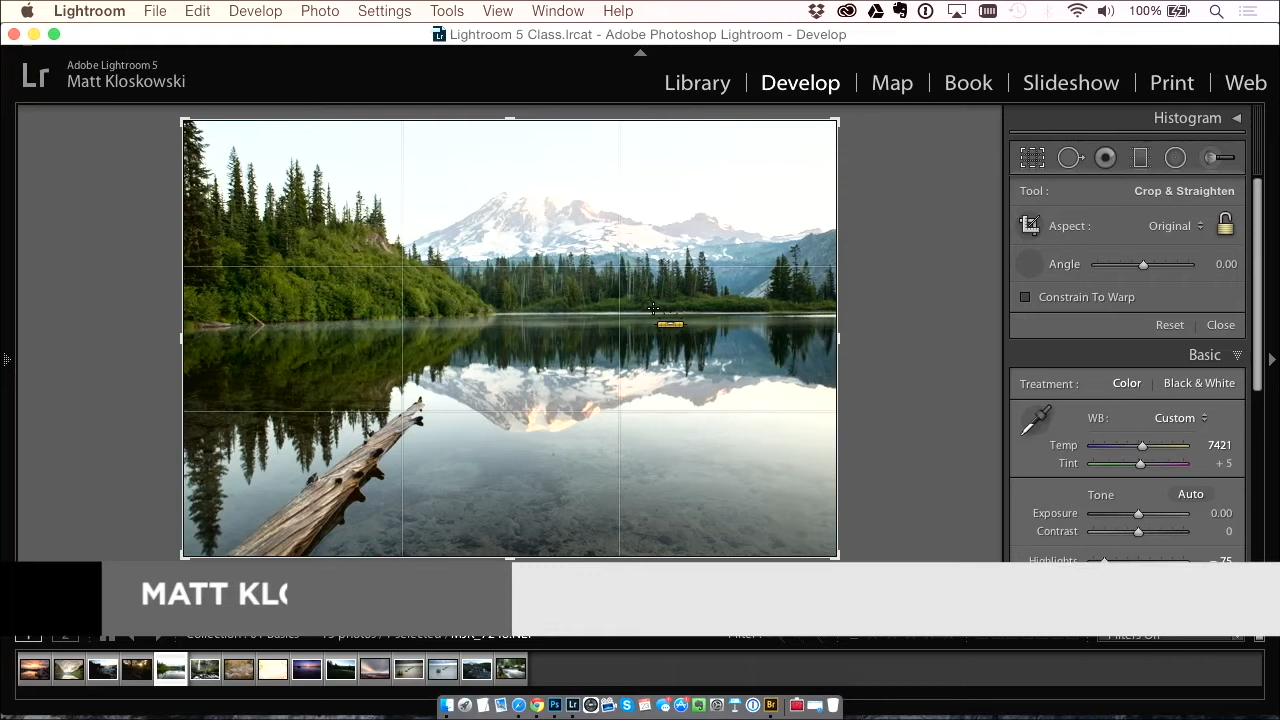 Lightroom File Edit Develop Photo Settings Tools View Window Help 100%
Lightroom 5 Class.lrcat - Adobe Photoshop Lightroom - Develop
Lr Adobe Lightroom 5
Matt Kloskowski
Library | Develop | Map | Book | Slideshow | Print | Web
Histogram
Tool : Crop & Straighten
Aspect : Original
Angle 0.00
Constrain To Warp
Reset Close
Basic
Treatment : Color | Black & White
WB: Custom
Temp 7421
Tint + 5
Tone Auto
Exposure 0.00
Contrast 0
Highlights - 75
MATT KLO